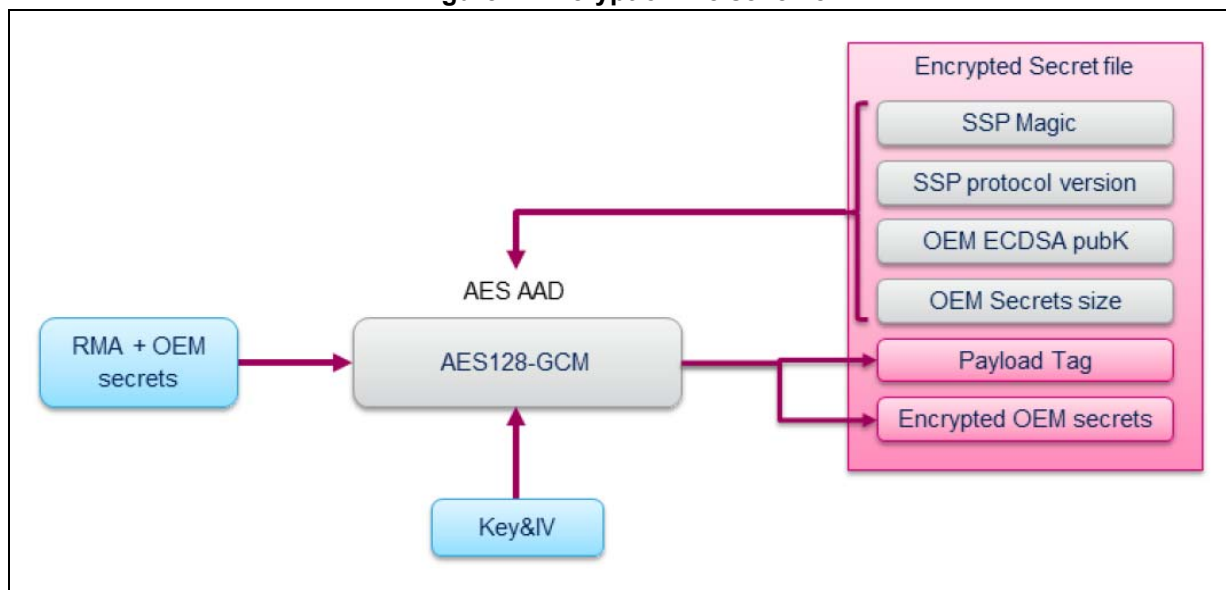 Encrypted Secret file
SSP Magic
SSP protocol version
OEM ECDSA pubK
AES AAD
OEM Secrets size
RMA + OEM
secrets
AES128-GCM
Payload Tag
Encrypted OEM secrets
Key&IV